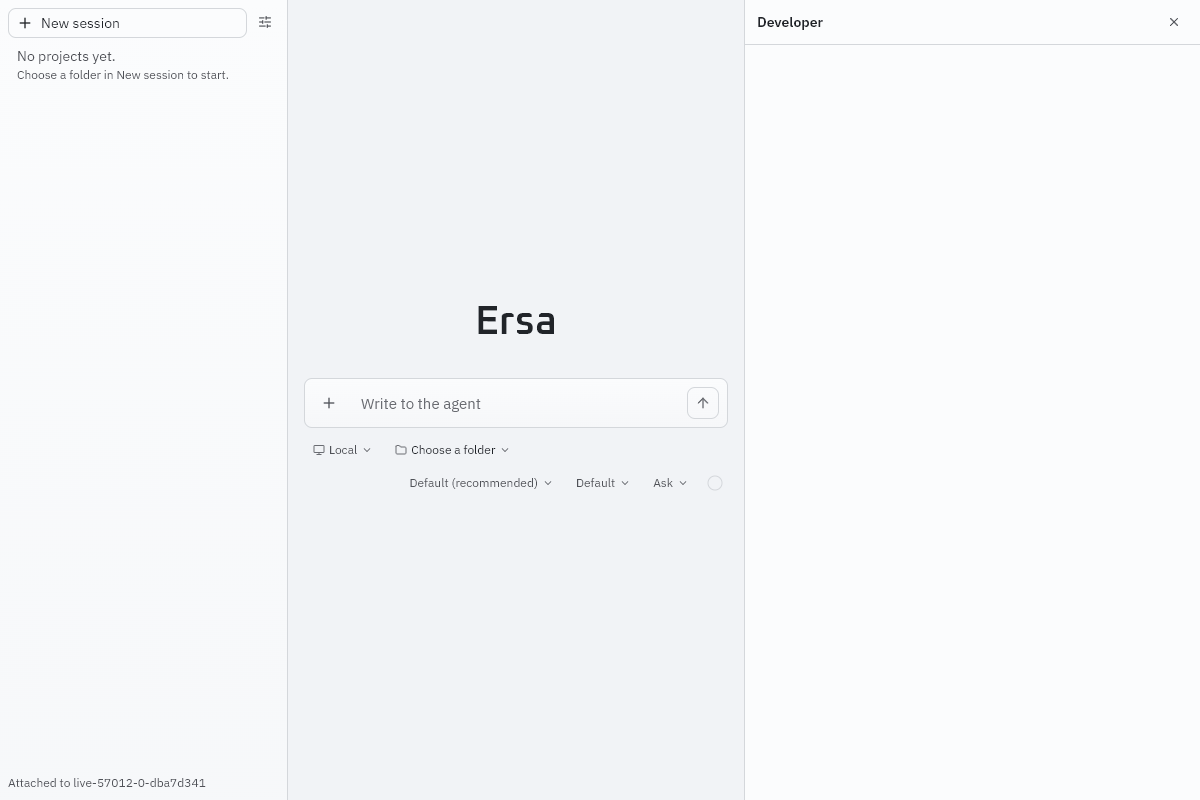 New session
No projects yet.
Choose a folder in New session to start.
Attached to live-57012-0-dba7d341
Ersa
Write to the agent
Local
Choose a folder
Default (recommended)
Default
Ask
Developer